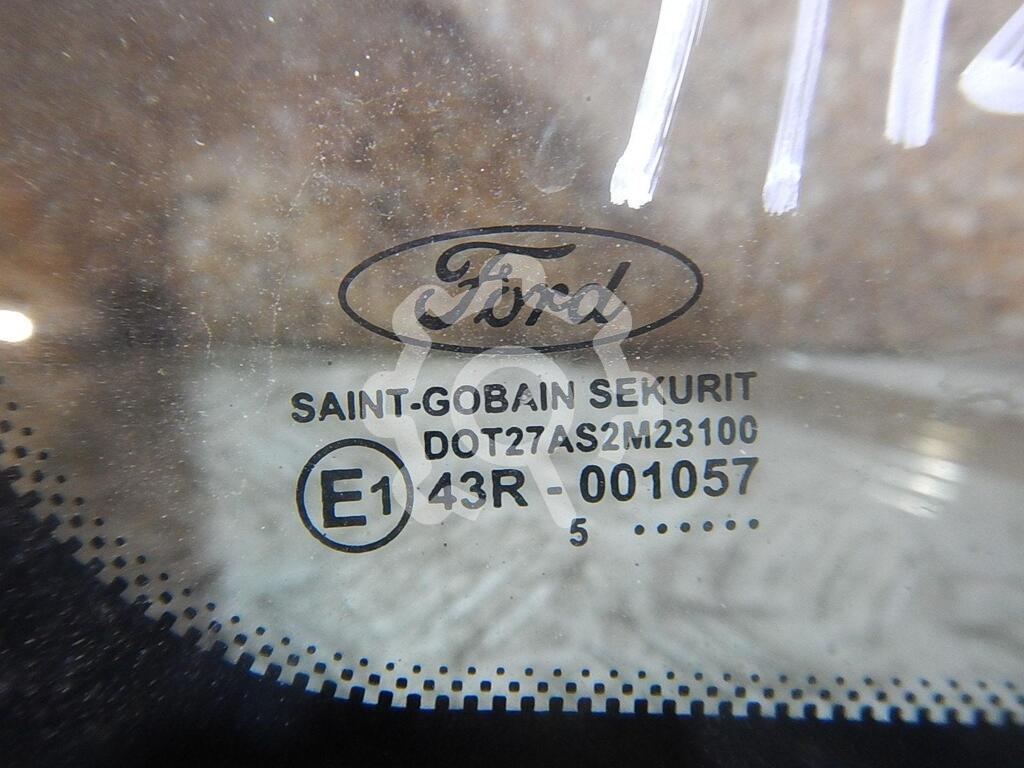 Ford
SAINT-GOBAIN SEKURIT
DOT27AS2M23100
E1 43R - 001057
5 ······